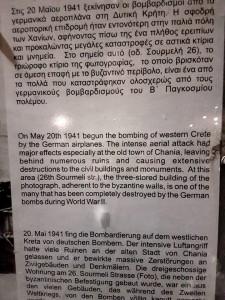 Στις 20 Μαίου 1941 ξεκίνησαν οι βομβαρδισμοί από τα
γερμανικά αεροπλάνα στη Δυτική Κρήτη. Η σφοδρή
αεροπορική επιδρομή ήταν εντονότερη στην παλιά πόλη
των Χανίων, αφήνοντας πίσω της ένα πλήθος ερειπίων
και προκαλώντας μεγάλες καταστροφές σε αστικά κτίρια
και μνημεία. Στο σημείο αυτό (οδ. Σουρμελή 26), το
τριώροφο κτίριο της φωτογραφίας, το οποίο βρισκόταν
σε άμεση επαφή με το βυζαντινό περίβολο, είναι ένα από
τα πολλά που καταστράφηκαν ολοσχερώς από τους
γερμανικούς βομβαρδισμούς του Β΄ Παγκοσμίου
πολέμου.
On May 20th 1941 begun the bombing of western Crete
by the German airplanes. The intense aerial attack had
major effects especially at the old town of Chania, leaving
behind numerous ruins and causing extensive
destructions to the civil buildings and monuments. At this
area (26th Sourmeli str.), the three-stored building of the
photograph, adherent to the byzantine walls, is one of the
many that has been completely destroyed by the German
bombs during World War II.
20. Mai 1941 fing die Bombardierung auf dem westlichen
Kreta von deutschen Bombern. Der intensive Luftangriff
hatte viele Ruinen an der alten Stadt von Chania
gelassen und er bewirkte massive Zerstörungen an
Zivilgebäuden und Denkmälern. Die dreigeschossige
Wohnung am 26. Sourmeli Strasse (Foto), die neben der
byzantinischen Befestigung gebaut wurde, war ein aus
den vielen Gebäuden, das während des Zweiten
Weltkriegs, von den Bomben völlig kaputt